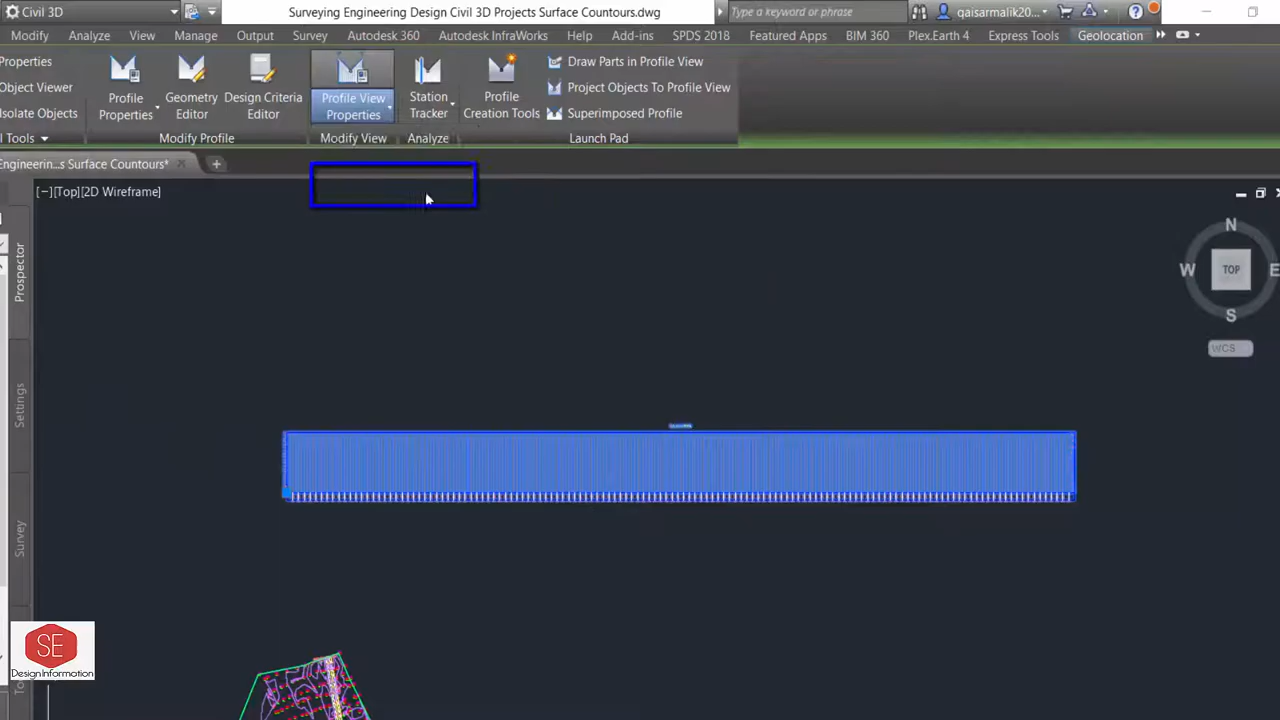 Civil 3D
Surveying Engineering Design Civil 3D Projects Surface Countours.dwg
Type a keyword or phrase
qaisarmalik20...
Modify Analyze View Manage Output Survey Autodesk 360 Autodesk InfraWorks Help Add-ins SPDS 2018 Featured Apps BIM 360 Plex.Earth 4 Express Tools Geolocation
Properties
Object Viewer
Isolate Objects
Tools
Profile
Properties
Geometry
Editor
Design Criteria
Editor
Modify Profile
Profile View
Properties
Modify View
Station
Tracker
Analyze
Profile
Creation Tools
Draw Parts in Profile View
Project Objects To Profile View
Superimposed Profile
Launch Pad
Engineerin...s Surface Countours*
[−][Top][2D Wireframe]
Prospector
Settings
Survey
N
W TOP E
S
WCS
SE
Design Information